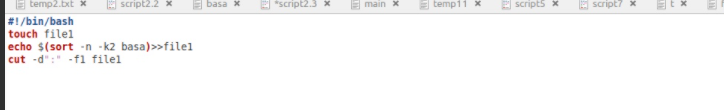 temp2.txt × script2.2 × basa × *script2.3 × main × temp11 × script5 × script7 × t ×
#!/bin/bash
touch file1
echo $(sort -n -k2 basa)>>file1
cut -d":" -f1 file1